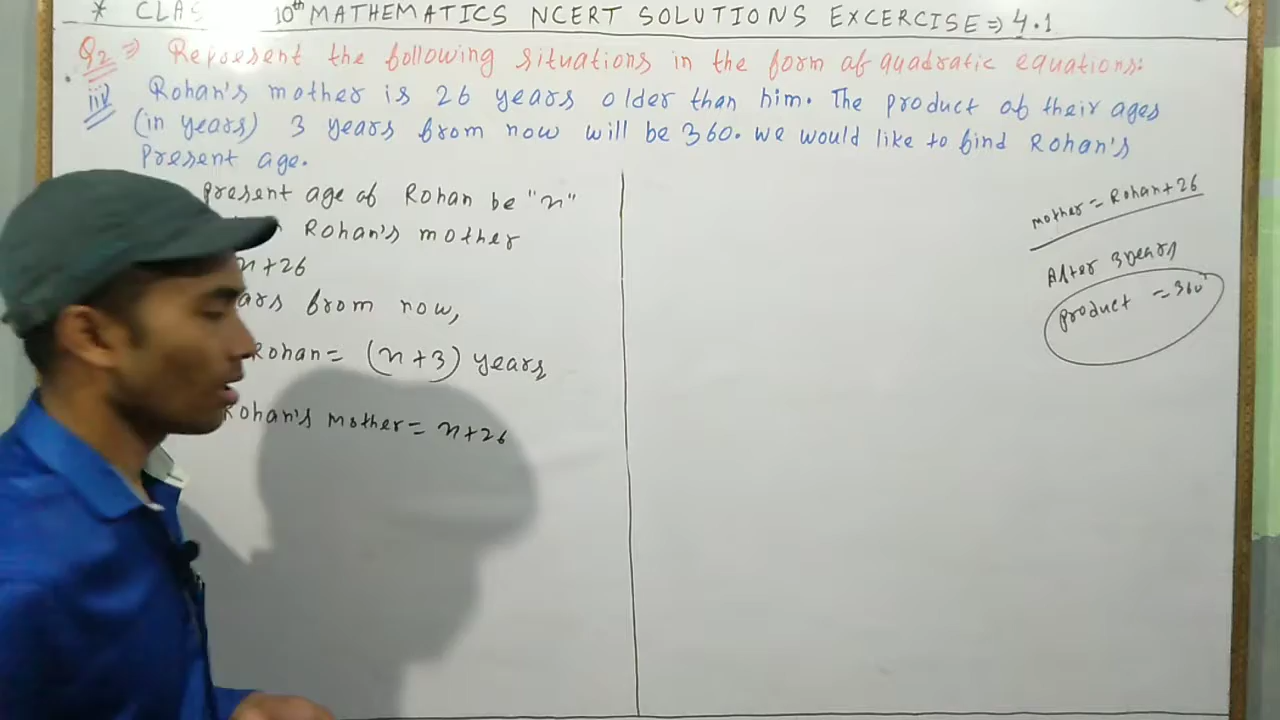 * CLAS 10th MATHEMATICS NCERT SOLUTIONS EXCERCISE ⇒ 4.1
Q2 ⇒ Represent the following situations in the form of quadratic equations:
iii) Rohan's mother is 26 years older than him. The product of their ages
(in years) 3 years from now will be 360. we would like to find Rohan's
Present age.
present age of Rohan be "x"
Rohan's mother
x+26
ars from now,
Rohan = (x+3) years
Rohan's mother = x+26
mother = Rohan+26
After 3 years
product = 360